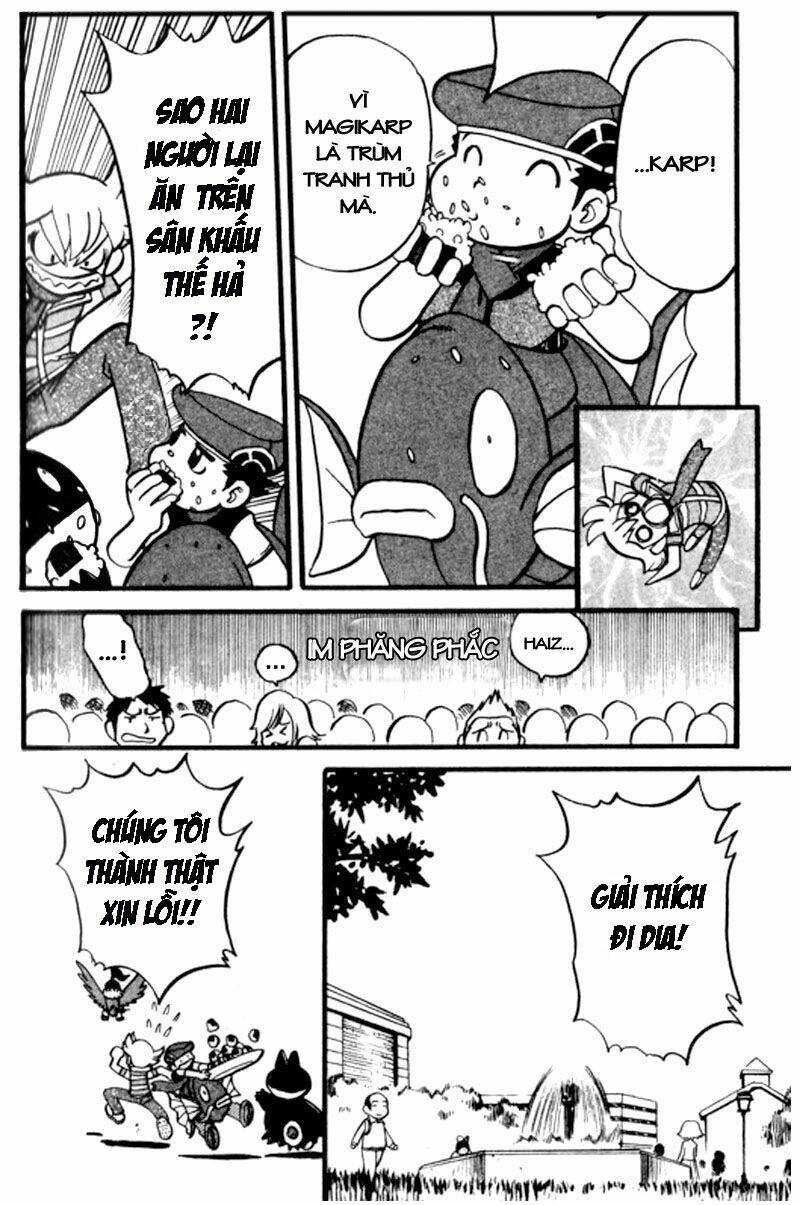 SAO HAI
NGƯỜI LẠI
ĂN TRÊN
SÂN KHẤU
THẾ HẢ
?!
VÌ
MAGIKARP
LÀ TRÙM
TRANH THỦ
MÀ.
...KARP!
...!
...
IM PHĂNG PHẮC
HAIZ...
CHÚNG TÔI
THÀNH THẬT
XIN LỖI!!
GIẢI THÍCH
ĐI DIA!